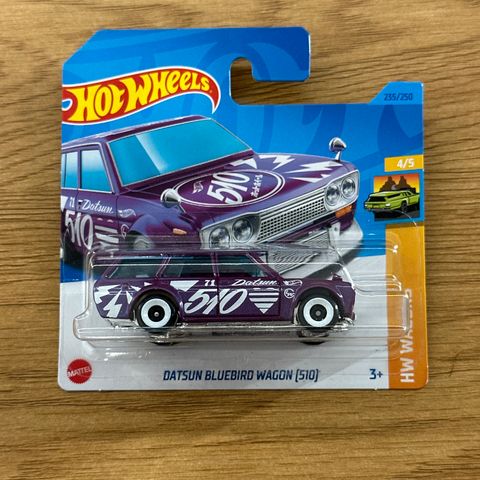 HOT WHEELS
235/250
4/5
71 Datsun
510
71 Datsun
510
HW WAGONS
MATTEL
DATSUN BLUEBIRD WAGON (510)
3+